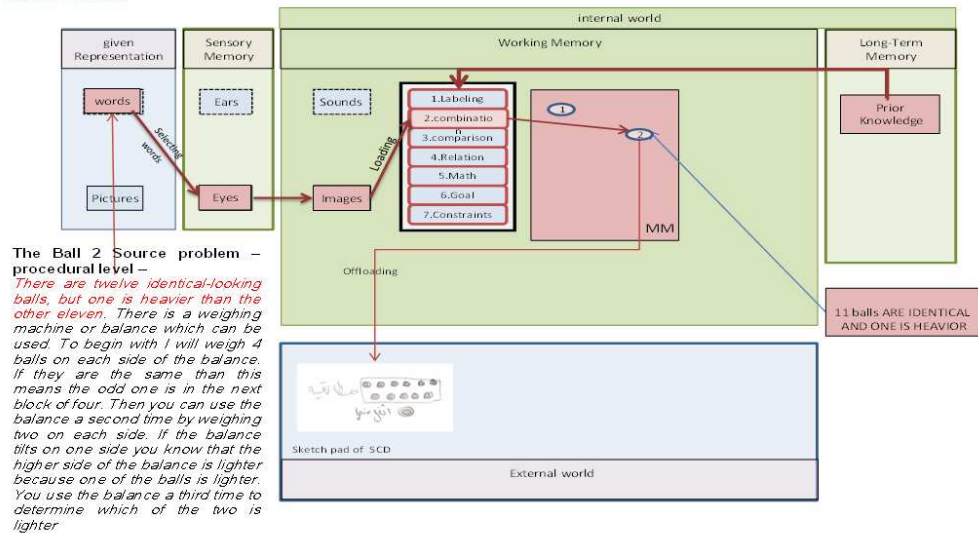 internal world
given
Representation
Sensory
Memory
Working Memory
Long-Term
Memory
words
Ears
Sounds
1.Labeling
2.combinatio
n
3.comparison
4.Relation
5.Math
6.Goal
7.Constraints
1
2
MM
Prior
Knowledge
Selecting
words
Loading
Pictures
Eyes
Images
Offloading
The Ball 2 Source problem –
procedural level –
There are twelve identical-looking
balls, but one is heavier than the
other eleven. There is a weighing
machine or balance which can be
used. To begin with I will weigh 4
balls on each side of the balance.
If they are the same than this
means the odd one is in the next
block of four. Then you can use the
balance a second time by weighing
two on each side. If the balance
tilts on one side you know that the
higher side of the balance is lighter
because one of the balls is lighter.
You use the balance a third time to
determine which of the two is
lighter
11 balls ARE IDENTICAL
AND ONE IS HEAVIOR
Sketch pad of SCD
External world